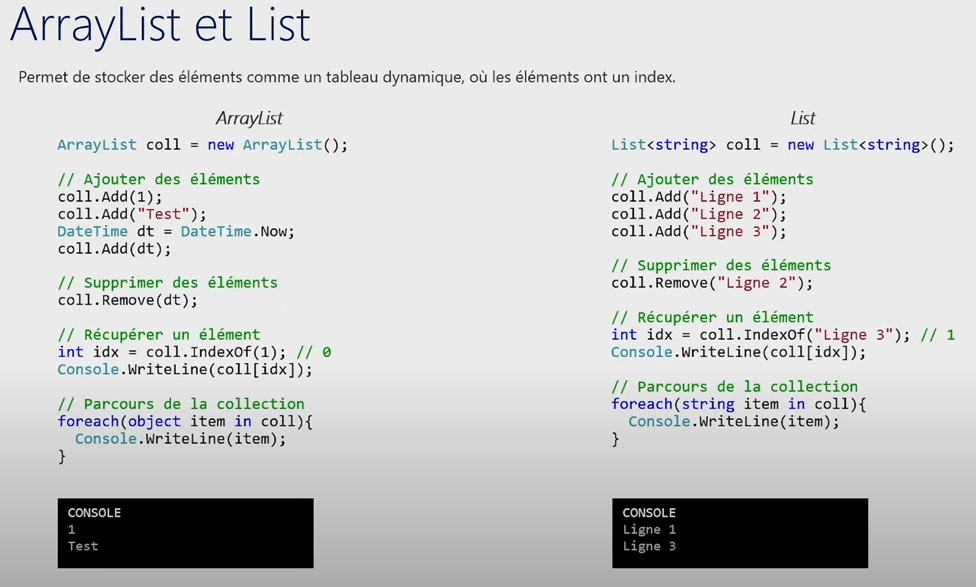 ArrayList et List
Permet de stocker des éléments comme un tableau dynamique, où les éléments ont un index.
ArrayList
ArrayList coll = new ArrayList();
// Ajouter des éléments
coll.Add(1);
coll.Add("Test");
DateTime dt = DateTime.Now;
coll.Add(dt);
// Supprimer des éléments
coll.Remove(dt);
// Récupérer un élément
int idx = coll.IndexOf(1); // 0
Console.WriteLine(coll[idx]);
// Parcours de la collection
foreach(object item in coll){
Console.WriteLine(item);
}
CONSOLE
1
Test
List
List<string> coll = new List<string>();
// Ajouter des éléments
coll.Add("Ligne 1");
coll.Add("Ligne 2");
coll.Add("Ligne 3");
// Supprimer des éléments
coll.Remove("Ligne 2");
// Récupérer un élément
int idx = coll.IndexOf("Ligne 3"); // 1
Console.WriteLine(coll[idx]);
// Parcours de la collection
foreach(string item in coll){
Console.WriteLine(item);
}
CONSOLE
Ligne 1
Ligne 3